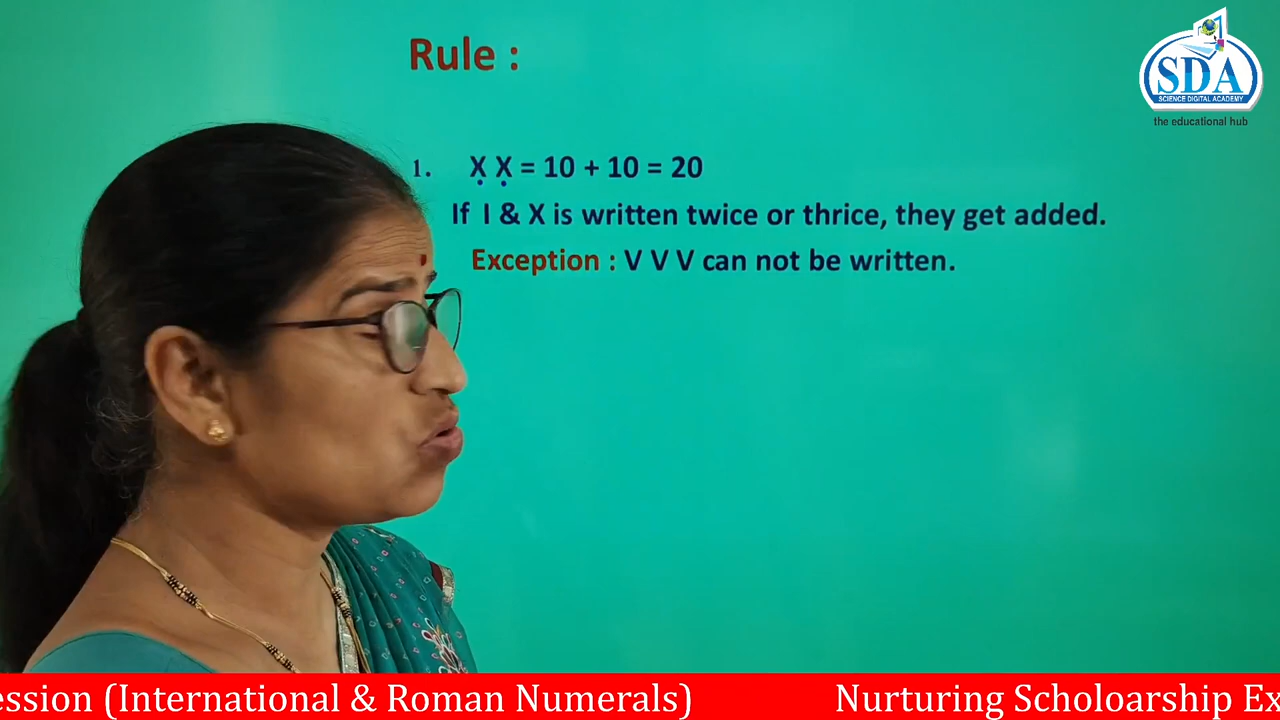 Rule :
SDA
SCIENCE DIGITAL ACADEMY
the educational hub
1. X X = 10 + 10 = 20
If I & X is written twice or thrice, they get added.
Exception : V V V can not be written.
ession (International & Roman Numerals) Nurturing Scholoarship Ex